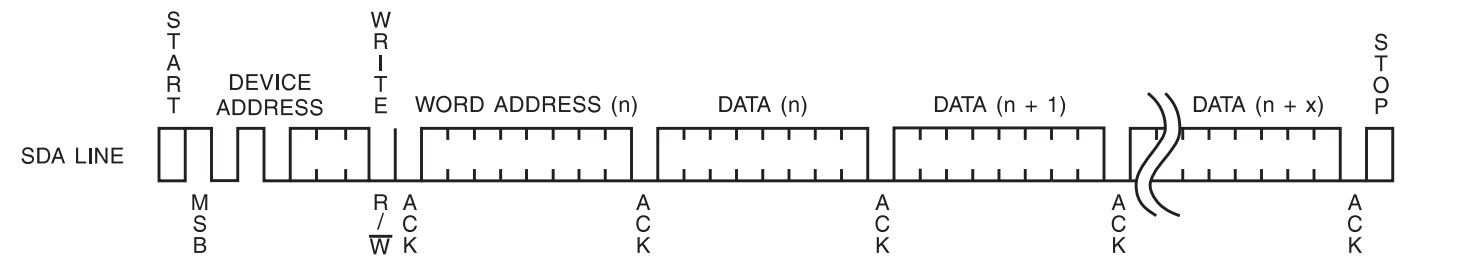 START
DEVICE
ADDRESS
WRITE
WORD ADDRESS (n)
DATA (n)
DATA (n + 1)
DATA (n + x)
STOP
SDA LINE
MSB
R/W
ACK
ACK
ACK
ACK
ACK